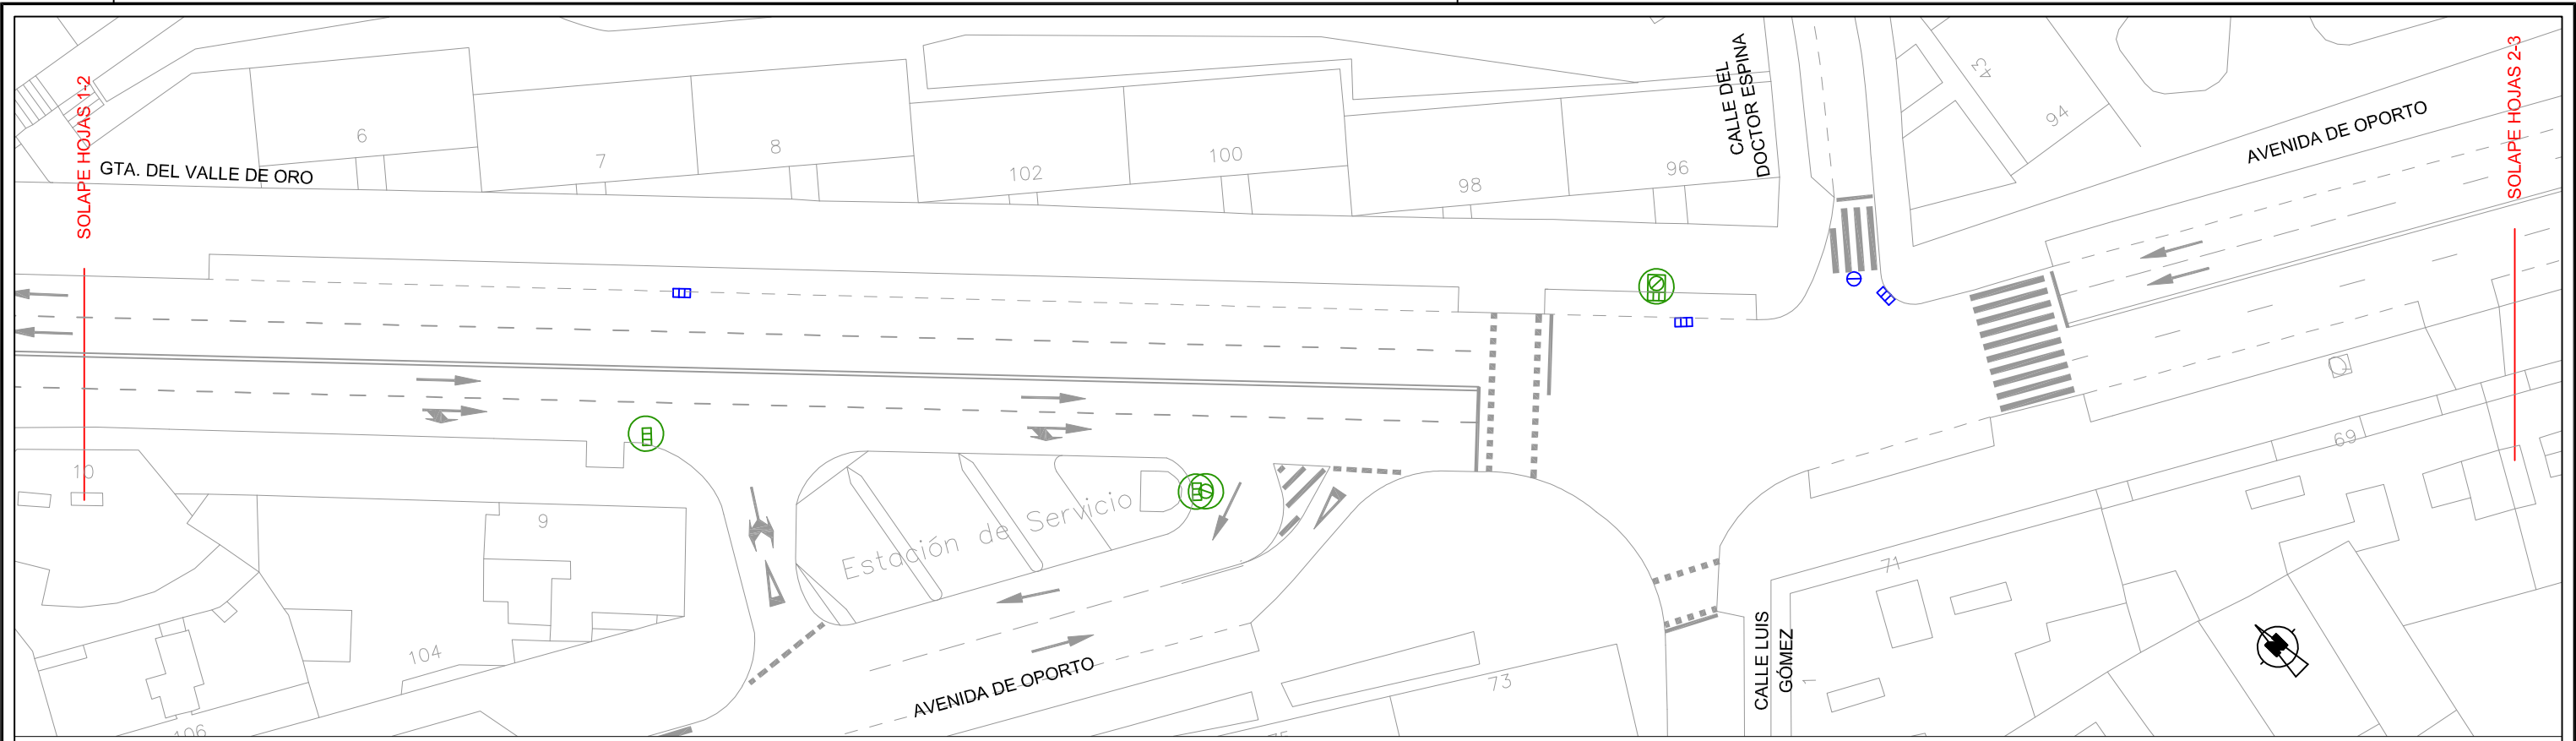 SOLAPE HOJAS 1-2
GTA. DEL VALLE DE ORO
6
7
8
102
100
98
96
CALLE DEL
DOCTOR ESPINA
43
94
AVENIDA DE OPORTO
SOLAPE HOJAS 2-3
10
9
104
106
Estación de Servicio
AVENIDA DE OPORTO
73
75
CALLE LUIS
GÓMEZ
1
71
69